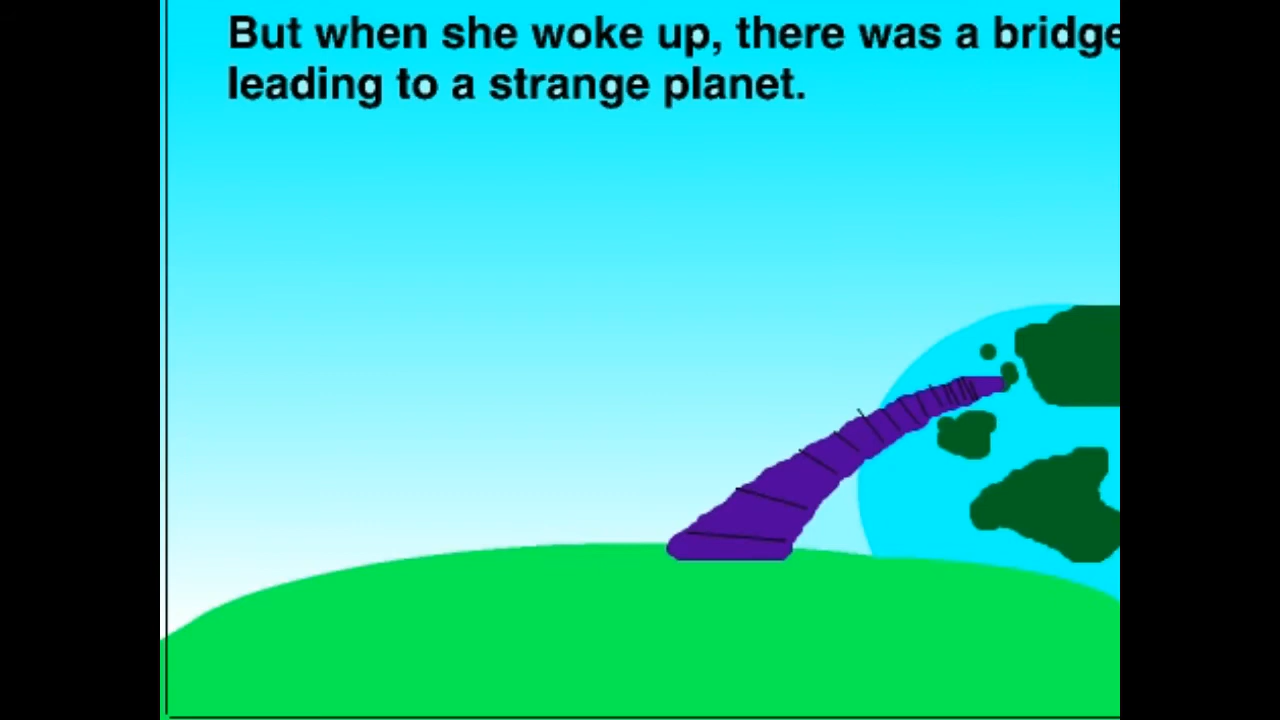 But when she woke up, there was a bridge
leading to a strange planet.